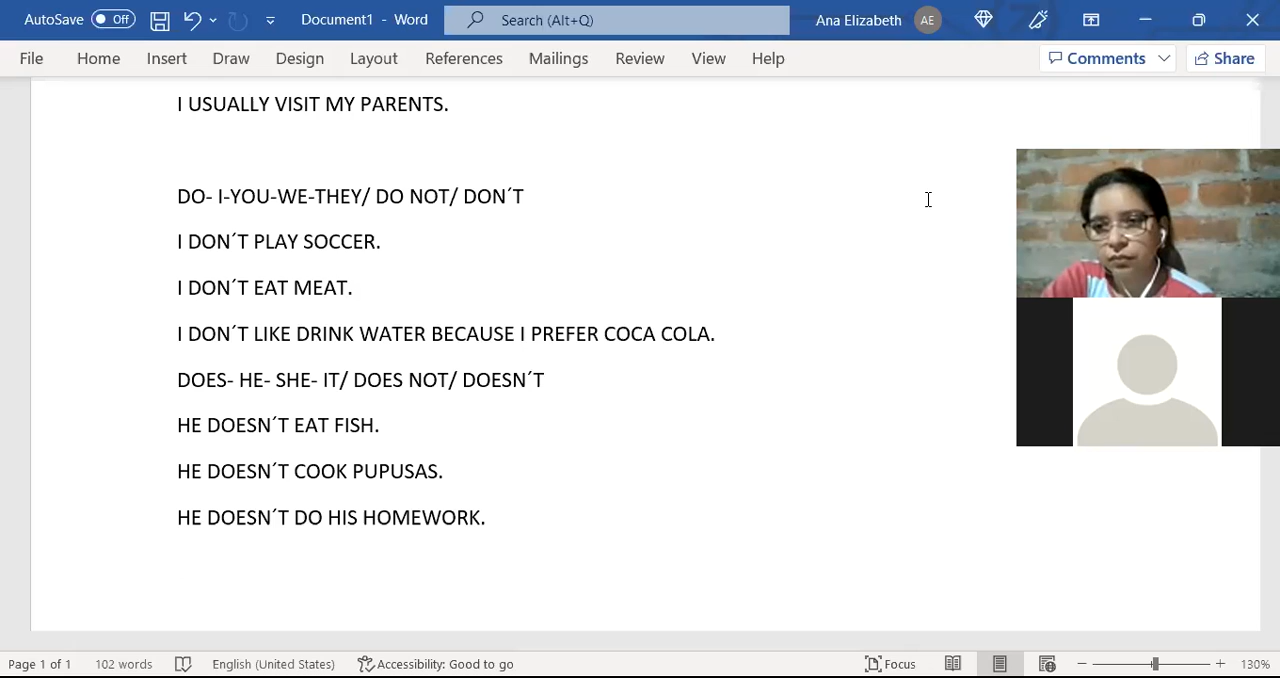 AutoSave Off Document1 - Word Search (Alt+Q) Ana Elizabeth AE
File Home Insert Draw Design Layout References Mailings Review View Help Comments Share
I USUALLY VISIT MY PARENTS.
DO- I-YOU-WE-THEY/ DO NOT/ DON´T
I DON´T PLAY SOCCER.
I DON´T EAT MEAT.
I DON´T LIKE DRINK WATER BECAUSE I PREFER COCA COLA.
DOES- HE- SHE- IT/ DOES NOT/ DOESN´T
HE DOESN´T EAT FISH.
HE DOESN´T COOK PUPUSAS.
HE DOESN´T DO HIS HOMEWORK.
Page 1 of 1 102 words English (United States) Accessibility: Good to go Focus 130%